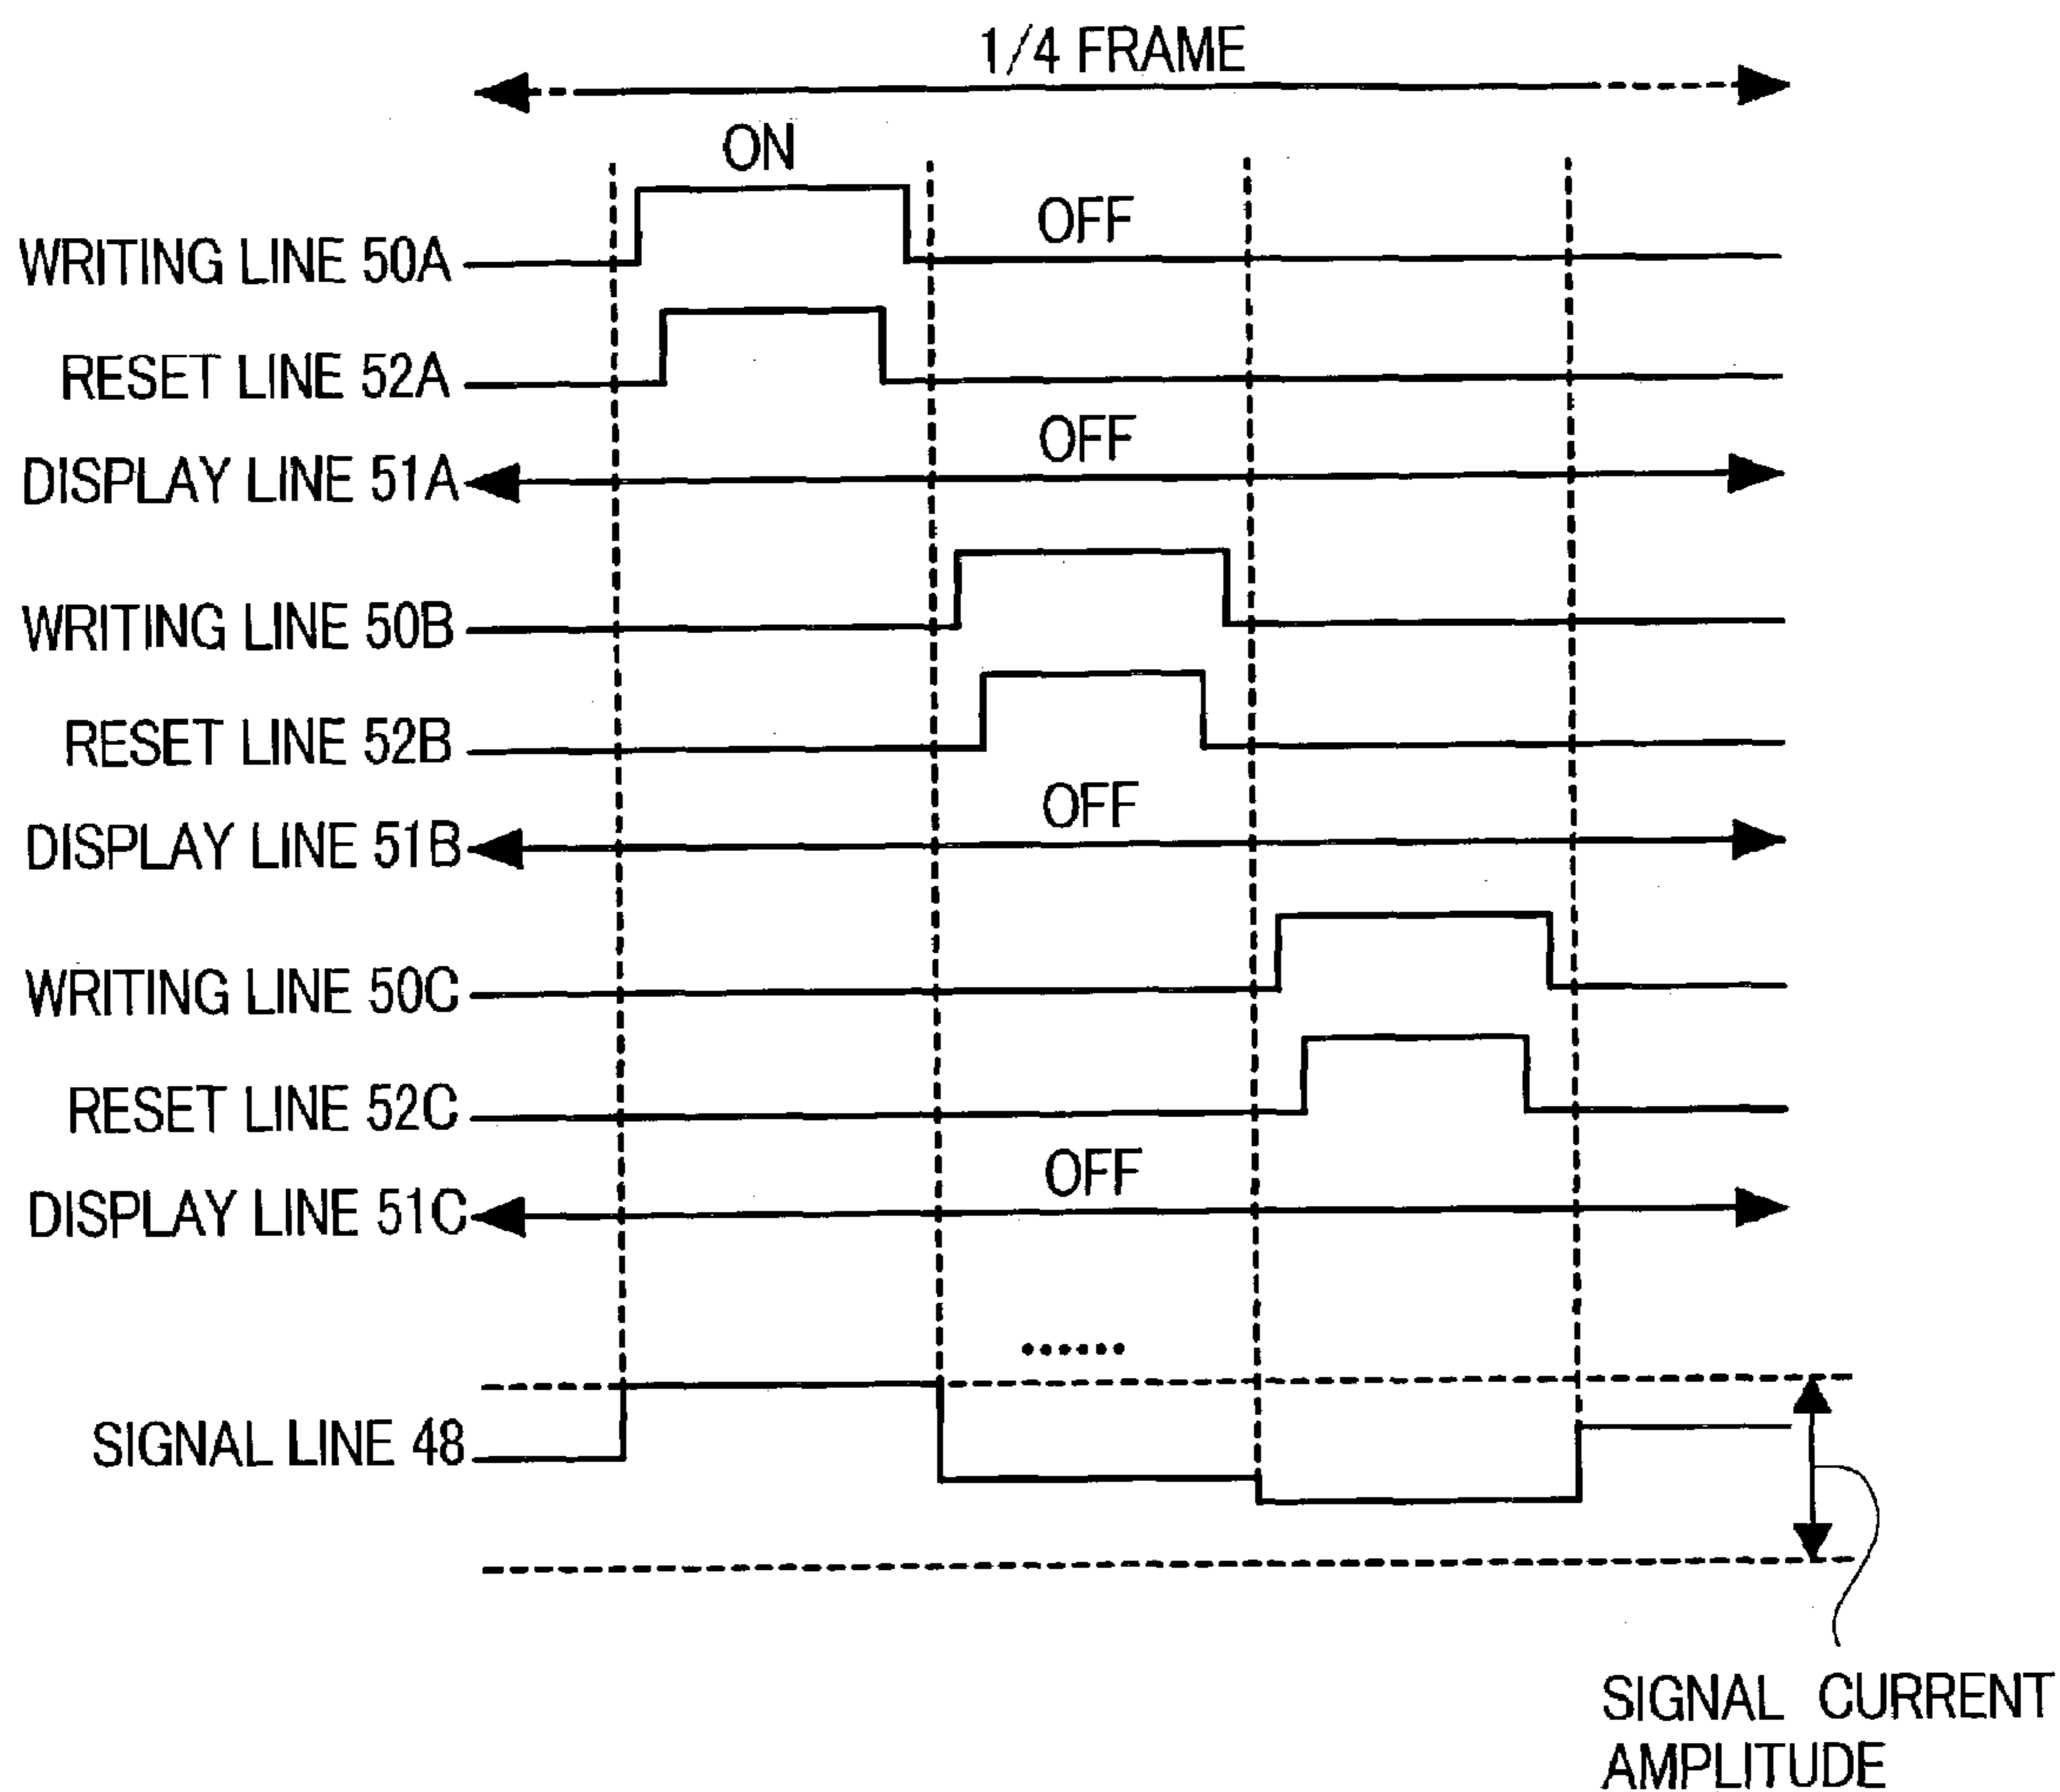 1/4 FRAME
ON
OFF
WRITING LINE 50A
RESET LINE 52A
OFF
DISPLAY LINE 51A
WRITING LINE 50B
RESET LINE 52B
OFF
DISPLAY LINE 51B
WRITING LINE 50C
RESET LINE 52C
OFF
DISPLAY LINE 51C
......
SIGNAL LINE 48
SIGNAL CURRENT
AMPLITUDE